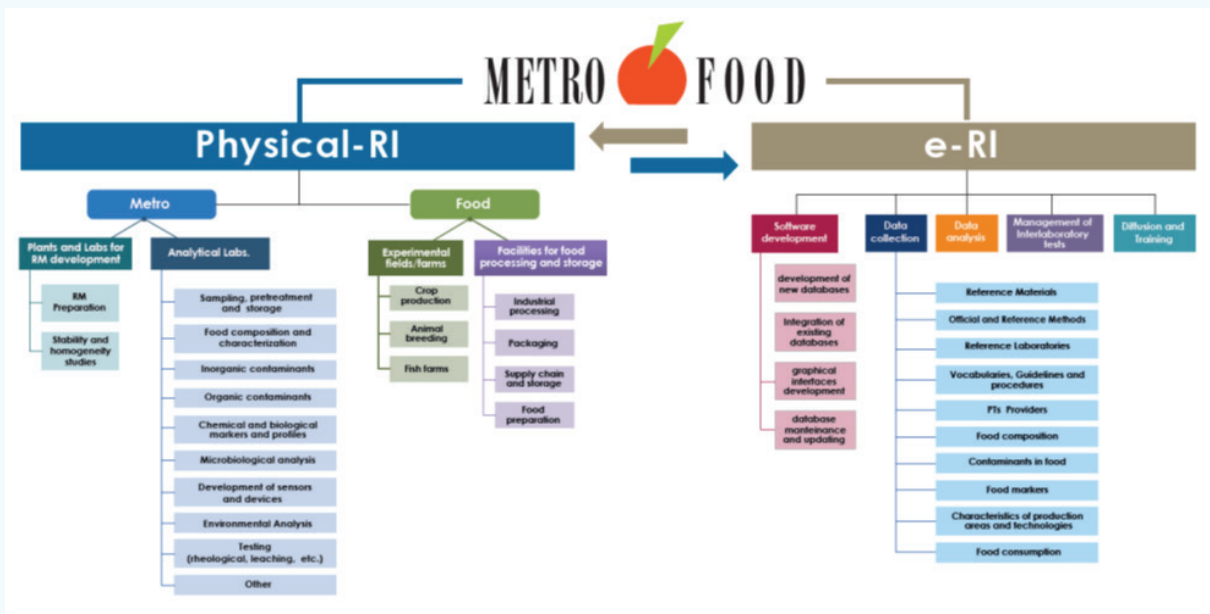 METRO FOOD
Physical-RI
e-RI
Metro
Food
Plants and Labs for
RM development
RM
Preparation
Stability and
homogeneity
studies
Analytical Labs.
Sampling, pretreatment
and storage
Food composition and
characterization
Inorganic contaminants
Organic contaminants
Chemical and biological
markers and profiles
Microbiological analysis
Development of sensors
and devices
Environmental Analysis
Testing
(rheological, leaching, etc.)
Other
Experimental
fields/farms
Crop
production
Animal
breeding
Fish farms
Facilities for food
processing and storage
Industrial
processing
Packaging
Supply chain
and storage
Food
preparation
Software
development
development of
new databases
Integration of
existing
databases
graphical
interfaces
development
database
manteinance
and updating
Data
collection
Reference Materials
Official and Reference Methods
Reference Laboratories
Vocabularies, Guidelines and
procedures
PTs Providers
Food composition
Contaminants in food
Food markers
Characteristics of production
areas and technologies
Food consumption
Data
analysis
Management of
Interlaboratory
tests
Diffusion and
Training